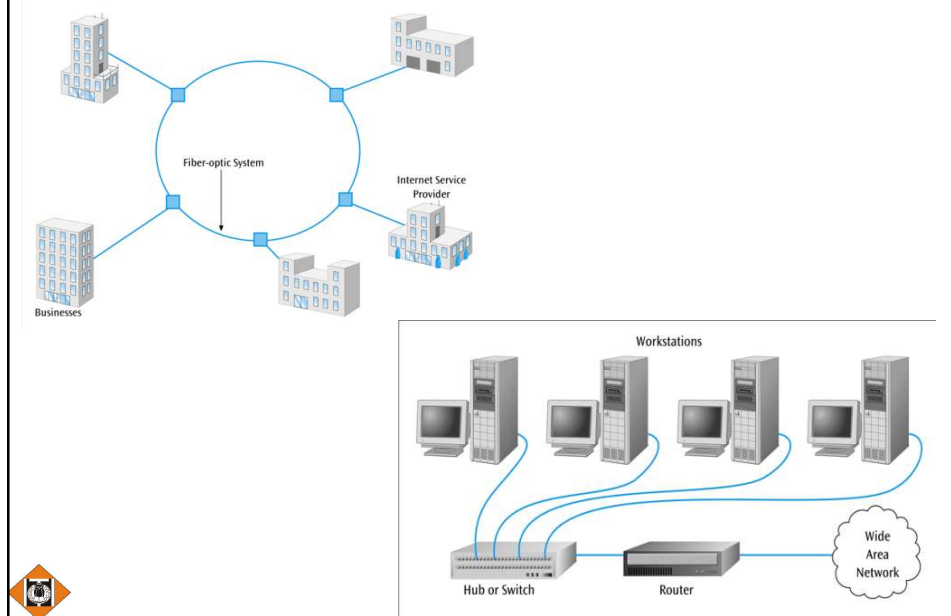 Fiber-optic System
Internet Service
Provider
Businesses
Workstations
Wide
Area
Network
Hub or Switch
Router